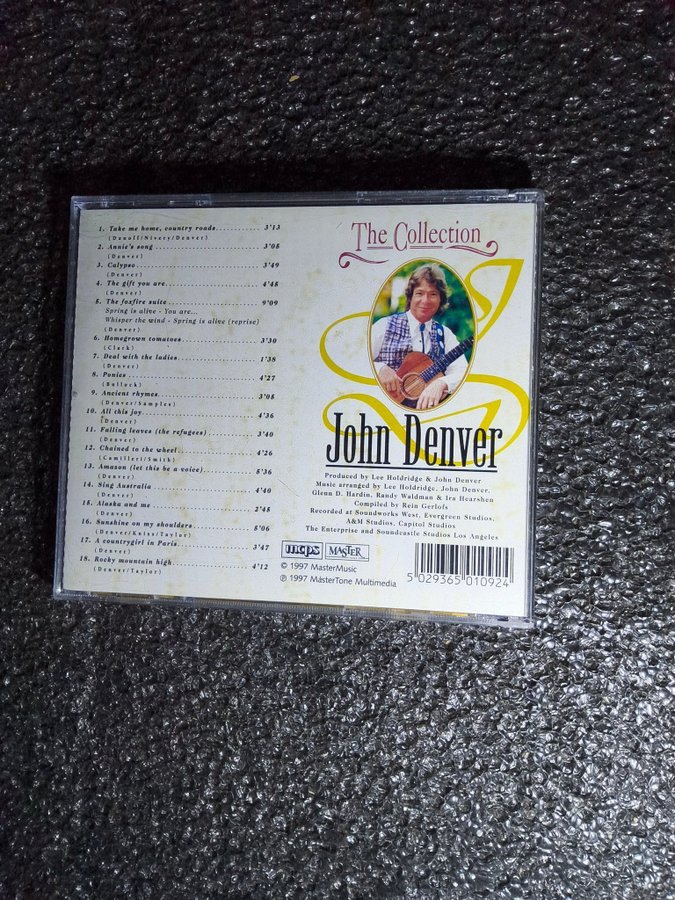 1. Take me home, country roads.......... 3'13
(Danoff/Nivery/Denver)
2. Annie's song.......... 3'05
(Denver)
3. Calypso.......... 3'49
(Denver)
4. The gift you are.......... 4'45
(Denver)
5. The foxfire suite.......... 9'09
Spring is alive - You are...
Whisper the wind - Spring is alive (reprise)
(Denver)
6. Homegrown tomatoes.......... 3'30
(Clark)
7. Deal with the ladies.......... 1'38
(Denver)
8. Ponies.......... 4'27
(Bullock)
9. Ancient rhymes.......... 3'05
(Denver/Samples)
10. All this joy.......... 4'36
(Denver)
11. Falling leaves (the refugees).......... 3'40
(Denver)
12. Chained to the wheel.......... 4'26
(Camilleri/Smith)
13. Amazon (let this be a voice).......... 5'36
(Denver)
14. Sing Australia.......... 4'40
(Denver)
15. Alaska and me.......... 2'45
(Denver)
16. Sunshine on my shoulders.......... 5'06
(Denver/Kniss/Taylor)
17. A countrygirl in Paris.......... 3'47
(Denver)
18. Rocky mountain high.......... 4'12
(Denver/Taylor)
The Collection
John Denver
Produced by Lee Holdridge & John Denver
Music arranged by Lee Holdridge, John Denver,
Glenn D. Hardin, Randy Waldman & Ira Hearshen
Compiled by Rein Gerlofs
Recorded at Soundworks West, Evergreen Studios,
A&M Studios, Capitol Studios
The Enterprise and Soundcastle Studios Los Angeles
mcps MASTER
© 1997 MasterMusic
℗ 1997 MásterTone Multimedia
5 029365 010924